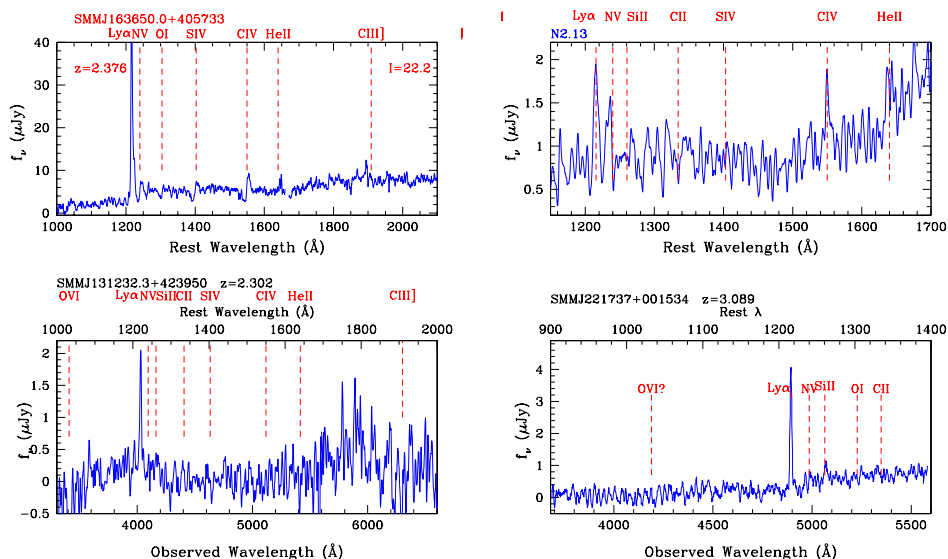 SMMJ163650.0+405733
Lyα NV OI SIV CIV HeII CIII]
z=2.376 I=22.2
40
30
20
10
0
f_ν (μJy)
1000 1200 1400 1600 1800 2000
Rest Wavelength (Å)
Lyα NV SiII CII SIV CIV HeII
N2.13
2
1.5
1
0.5
f_ν (μJy)
1200 1300 1400 1500 1600 1700
Rest Wavelength (Å)
SMMJ131232.3+423950 z=2.302
OVI Lyα NV SiII CII SIV CIV HeII CIII]
Rest Wavelength (Å)
1000 1200 1400 1600 1800 2000
2
1.5
1
0.5
0
-0.5
f_ν (μJy)
4000 5000 6000
Observed Wavelength (Å)
SMMJ221737+001534 z=3.089
Rest λ
900 1000 1100 1200 1300 1400
4
3
2
1
0
f_ν (μJy)
OVI? Lyα NV SiII OI CII
4000 4500 5000 5500
Observed Wavelength (Å)